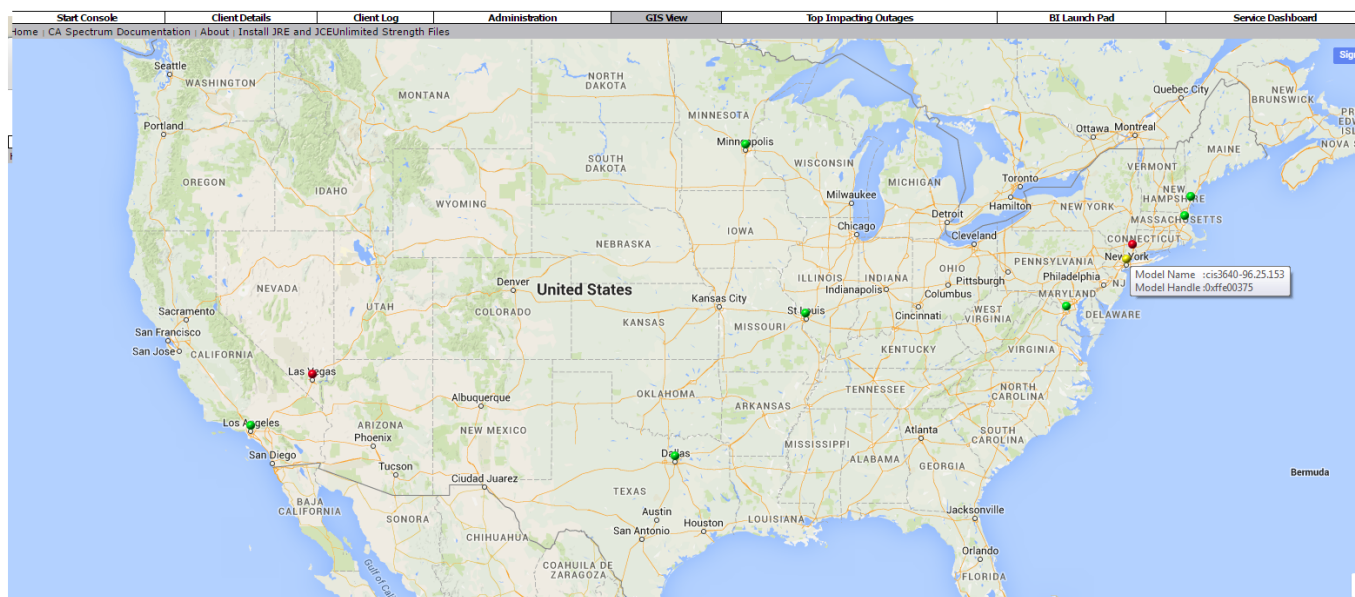 Start Console Client Details Client Log Administration GIS View Top Impacting Outages BI Launch Pad Service Dashboard
Home | CA Spectrum Documentation | About | Install JRE and JCEUnlimited Strength Files
Sign
Seattle
WASHINGTON
NORTH
DAKOTA
MONTANA
MINNESOTA
Quebec City
NEW
BRUNSWICK
Portland
Ottawa
Montreal
MAINE
NOVA S
Minneapolis
SOUTH
DAKOTA
WISCONSIN
VERMONT
OREGON
IDAHO
MICHIGAN
Toronto
NEW
HAMPSHIRE
WYOMING
Milwaukee
Hamilton
NEW YORK
Detroit
MASSACHUSETTS
Chicago
IOWA
Cleveland
CONNECTICUT
NEBRASKA
New York
PENNSYLVANIA
Model Name :cis3640-96.25.153
Model Handle :0xffe00375
OHIO
Pittsburgh
Philadelphia
NJ
ILLINOIS
INDIANA
Indianapolis
Columbus
NEVADA
UTAH
Denver
United States
Kansas City
MARYLAND
DELAWARE
Sacramento
COLORADO
St Louis
Cincinnati
WEST
VIRGINIA
San Francisco
KANSAS
MISSOURI
San Jose
CALIFORNIA
KENTUCKY
VIRGINIA
Las Vegas
Albuquerque
OKLAHOMA
TENNESSEE
NORTH
CAROLINA
ARKANSAS
Los Angeles
ARIZONA
NEW MEXICO
Phoenix
Atlanta
SOUTH
CAROLINA
MISSISSIPPI
San Diego
Dallas
ALABAMA
GEORGIA
Tucson
Ciudad Juarez
Bermuda
TEXAS
BAJA
CALIFORNIA
SONORA
Austin
San Antonio
Houston
LOUISIANA
Jacksonville
CHIHUAHUA
Orlando
COAHUILA DE
ZARAGOZA
FLORIDA
Gulf of Cal